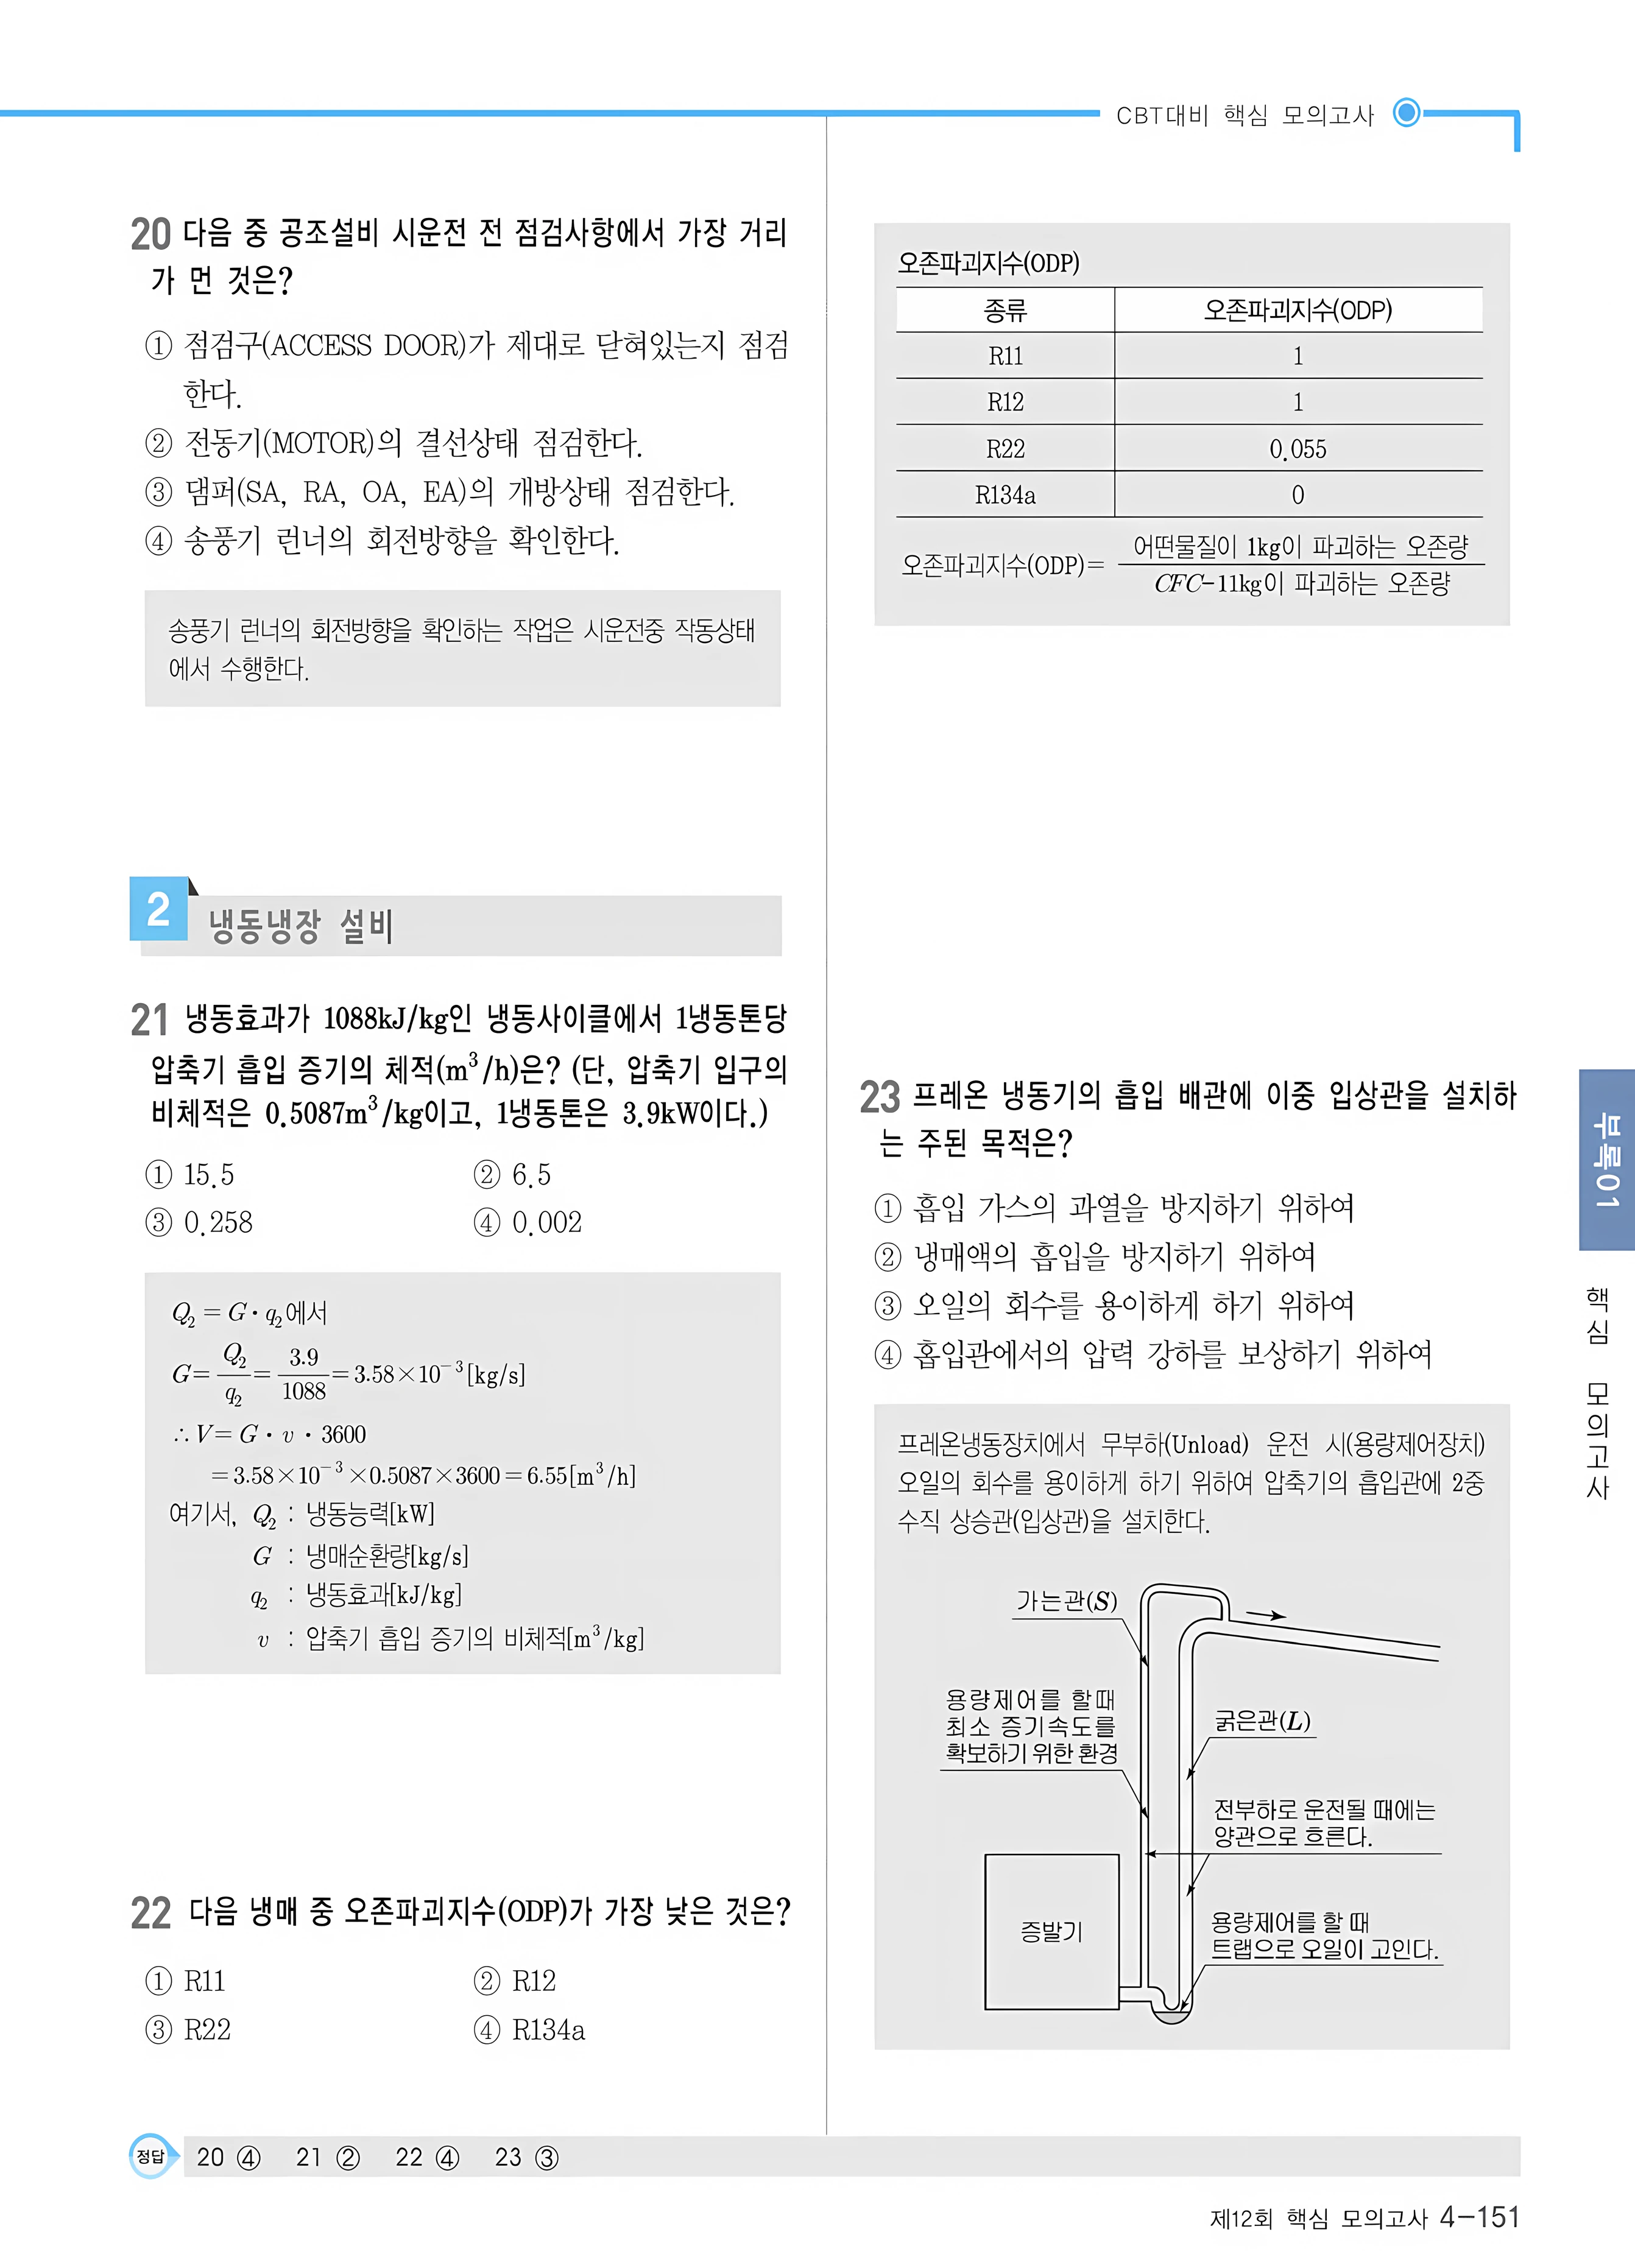 CBT대비 핵심 모의고사
20 다음 중 공조설비 시운전 전 점검사항에서 가장 거리
가 먼 것은?
① 점검구(ACCESS DOOR)가 제대로 닫혀있는지 점검
한다.
② 전동기(MOTOR)의 결선상태 점검한다.
③ 댐퍼(SA, RA, OA, EA)의 개방상태 점검한다.
④ 송풍기 런너의 회전방향을 확인한다.
송풍기 런너의 회전방향을 확인하는 작업은 시운전중 작동상태
에서 수행한다.
2 냉동냉장 설비
21 냉동효과가 1088kJ/kg인 냉동사이클에서 1냉동톤당
압축기 흡입 증기의 체적(m³/h)은? (단, 압축기 입구의
비체적은 0.5087m³/kg이고, 1냉동톤은 3.9kW이다.)
① 15.5 ② 6.5
③ 0.258 ④ 0.002
Q₂ = G · q₂에서
G = Q₂/q₂ = 3.9/1088 = 3.58×10⁻³[kg/s]
∴ V = G · v · 3600
= 3.58×10⁻³×0.5087×3600 = 6.55[m³/h]
여기서, Q₂ : 냉동능력[kW]
G : 냉매순환량[kg/s]
q₂ : 냉동효과[kJ/kg]
v : 압축기 흡입 증기의 비체적[m³/kg]
22 다음 냉매 중 오존파괴지수(ODP)가 가장 낮은 것은?
① R11 ② R12
③ R22 ④ R134a
오존파괴지수(ODP)
종류 오존파괴지수(ODP)
R11 1
R12 1
R22 0.055
R134a 0
오존파괴지수(ODP) = 어떤물질이 1kg이 파괴하는 오존량 / CFC-11kg이 파괴하는 오존량
23 프레온 냉동기의 흡입 배관에 이중 입상관을 설치하
는 주된 목적은?
① 흡입 가스의 과열을 방지하기 위하여
② 냉매액의 흡입을 방지하기 위하여
③ 오일의 회수를 용이하게 하기 위하여
④ 흡입관에서의 압력 강하를 보상하기 위하여
프레온냉동장치에서 무부하(Unload) 운전 시(용량제어장치)
오일의 회수를 용이하게 하기 위하여 압축기의 흡입관에 2중
수직 상승관(입상관)을 설치한다.
가는관(S)
용량제어를 할때
최소 증기속도를
확보하기 위한 환경
굵은관(L)
전부하로 운전될 때에는
양관으로 흐른다.
증발기
용량제어를 할 때
트랩으로 오일이 고인다.
부록 01
핵심 모의고사
정답 20 ④ 21 ② 22 ④ 23 ③
제12회 핵심 모의고사 4-151